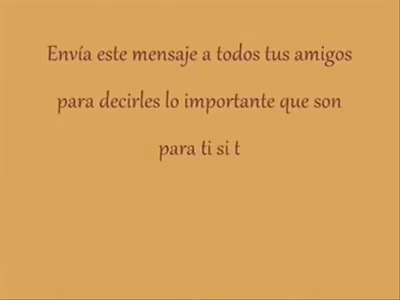 Envía este mensaje a todos tus amigos
para decirles lo importante que son
para ti si t